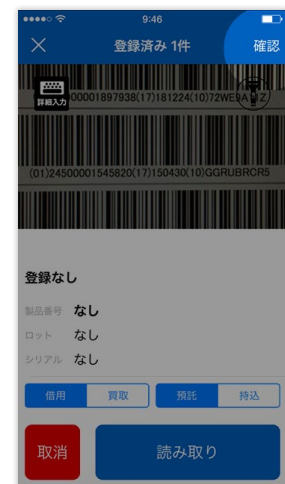 9:46
登録済み 1件
確認
詳細入力
00001897938(17)181224(10)72WE9A
(01)24500001545820(17)150430(10)GGRUBRCR5
登録なし
製品番号 なし
ロット なし
シリアル なし
借用 買取 預託 持込
取消 読み取り